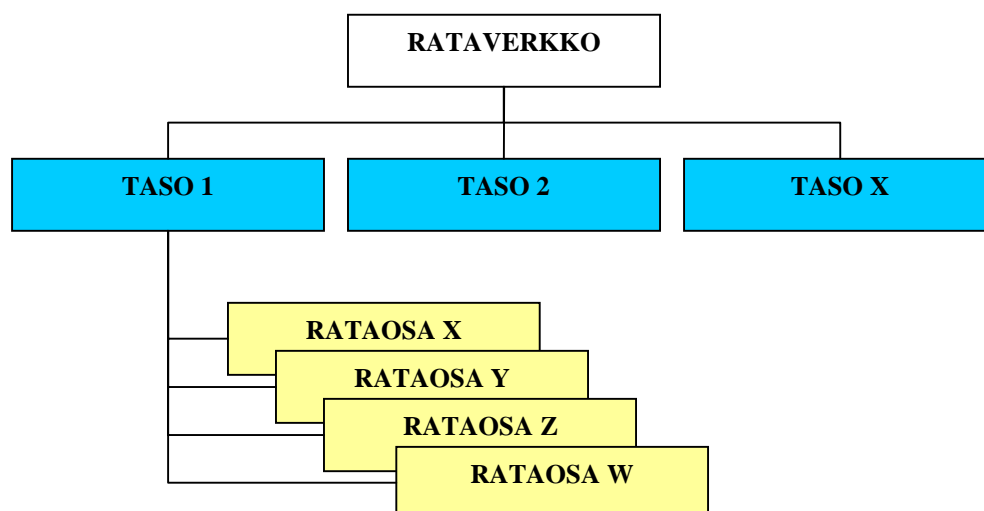 RATAVERKKO
TASO 1
TASO 2
TASO X
RATAOSA X
RATAOSA Y
RATAOSA Z
RATAOSA W